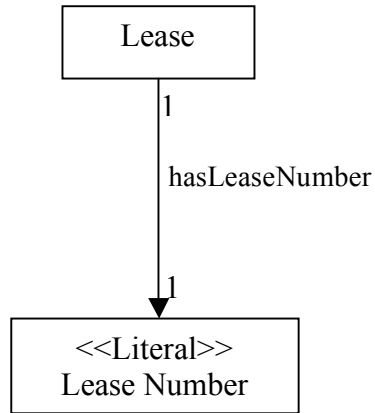 Lease
1
hasLeaseNumber
1
<<Literal>>
Lease Number